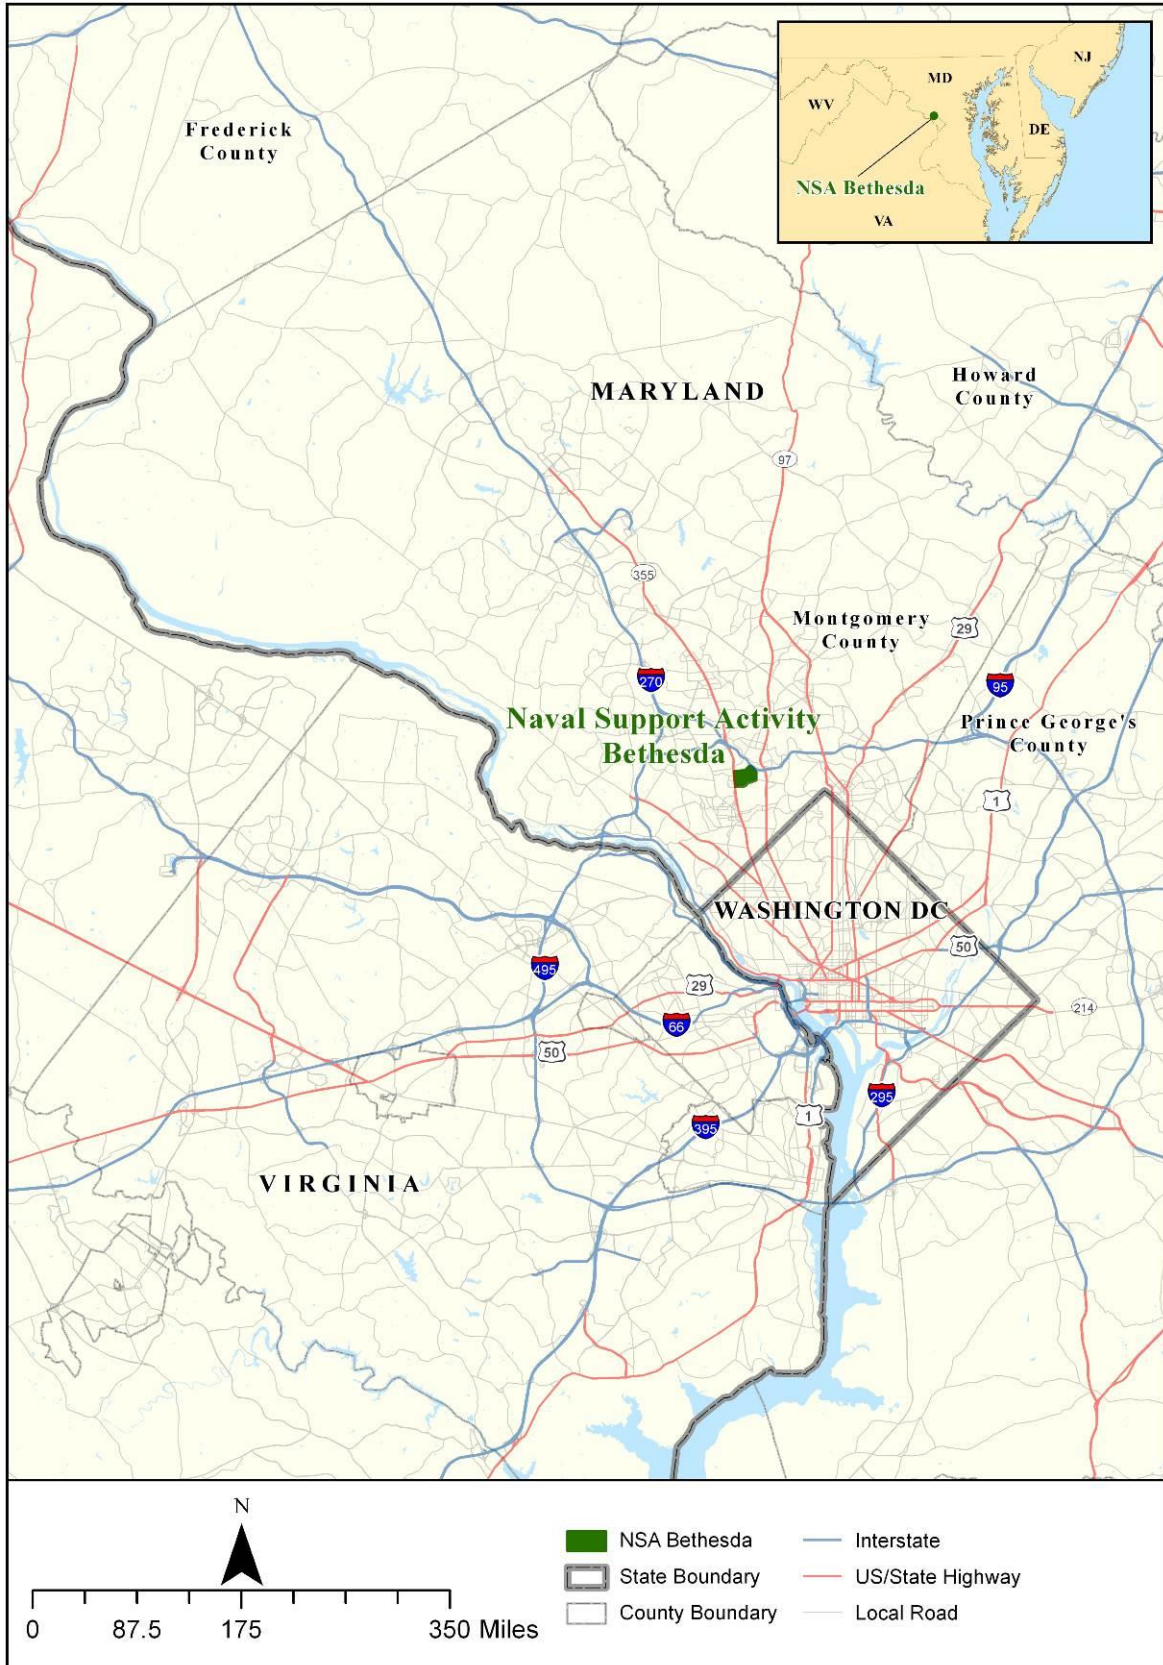 NJ
MD
WV
DE
NSA Bethesda
VA
Frederick
County
MARYLAND
Howard
County
97
355
Montgomery
County
29
270
95
Naval Support Activity
Bethesda
Prince George's
County
1
WASHINGTON DC
50
495
29
214
66
50
295
1
395
VIRGINIA
N
0 87.5 175 350 Miles
NSA Bethesda
State Boundary
County Boundary
Interstate
US/State Highway
Local Road